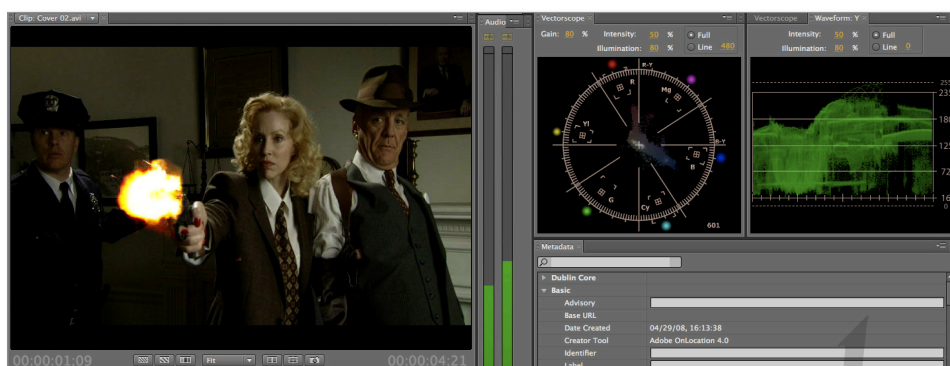 Clip: Cover 02.avi
00:00:01:09
Fit
00:00:04:21
Audio
Vectorscope
Gain: 80 % Intensity: 50 % Full
Illumination: 80 % Line 480
R-Y
R
Mg
Yl
B-Y
B
G
Cy
601
Vectorscope Waveform: Y
Intensity: 50 % Full
Illumination: 80 % Line 0
255
235
180
125
72
16
0
Metadata
Dublin Core
Basic
Advisory
Base URL
Date Created 04/29/08, 16:13:38
Creator Tool Adobe OnLocation 4.0
Identifier
Label